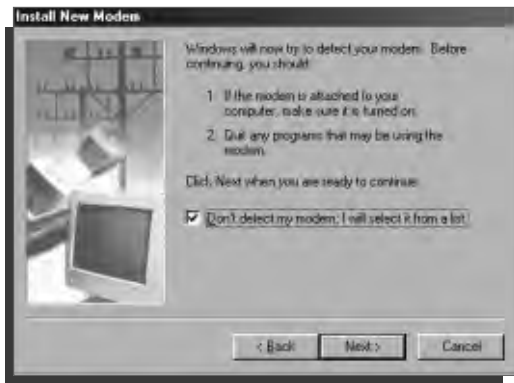 Install New Modem
Windows will now try to detect your modem. Before
continuing, you should:
1. If the modem is attached to your
computer, make sure it is turned on.
2. Quit any programs that may be using the
modem.
Click Next when you are ready to continue.
Don't detect my modem; I will select it from a list.
< Back
Next >
Cancel